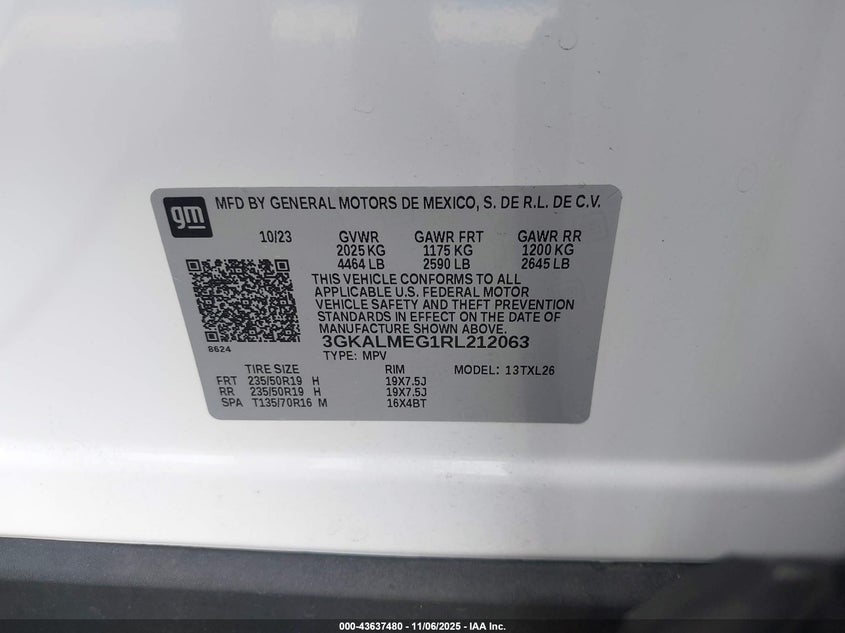 gm MFD BY GENERAL MOTORS DE MEXICO, S. DE R.L. DE C.V.
10/23 GVWR GAWR FRT GAWR RR
2025 KG 1175 KG 1200 KG
4464 LB 2590 LB 2645 LB
THIS VEHICLE CONFORMS TO ALL
APPLICABLE U.S. FEDERAL MOTOR
VEHICLE SAFETY AND THEFT PREVENTION
STANDARDS IN EFFECT ON THE DATE OF
MANUFACTURE SHOWN ABOVE.
3GKALMEG1RL212063
8624
TYPE: MPV
TIRE SIZE RIM MODEL: 13TXL26
FRT 235/50R19 H 19X7.5J
RR 235/50R19 H 19X7.5J
SPA T135/70R16 M 16X4BT
000-43637480 - 11/06/2025 - IAA Inc.